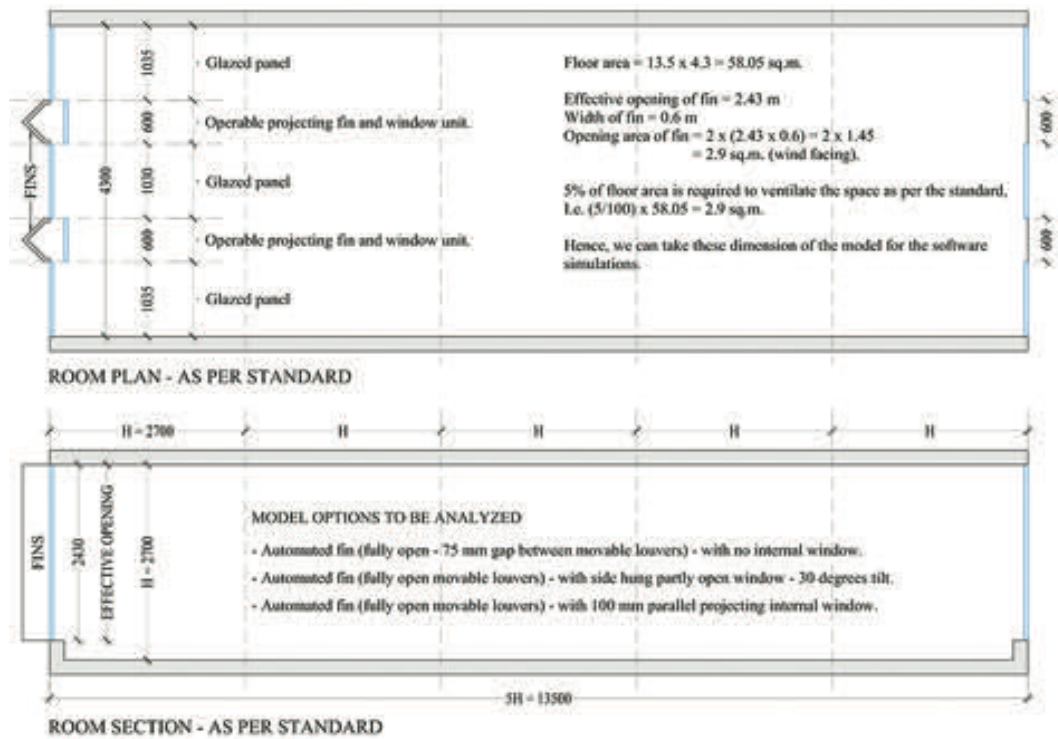 1035
Glazed panel
600
Operable projecting fin and window unit.
FINS
4300
1030
Glazed panel
600
Operable projecting fin and window unit.
1035
Glazed panel
Floor area = 13.5 x 4.3 = 58.05 sq.m.
Effective opening of fin = 2.43 m
Width of fin = 0.6 m
Opening area of fin = 2 x (2.43 x 0.6) = 2 x 1.45
= 2.9 sq.m. (wind facing).
5% of floor area is required to ventilate the space as per the standard,
I.e. (5/100) x 58.05 = 2.9 sq.m.
Hence, we can take these dimension of the model for the software
simulations.
600
600
ROOM PLAN - AS PER STANDARD
H = 2700
H
H
H
H
FINS
2430
EFFECTIVE OPENING
H = 2700
MODEL OPTIONS TO BE ANALYZED
- Automated fin (fully open - 75 mm gap between movable louvers) - with no internal window.
- Automated fin (fully open movable louvers) - with side hung partly open window - 30 degrees tilt.
- Automated fin (fully open movable louvers) - with 100 mm parallel projecting internal window.
5H = 13500
ROOM SECTION - AS PER STANDARD